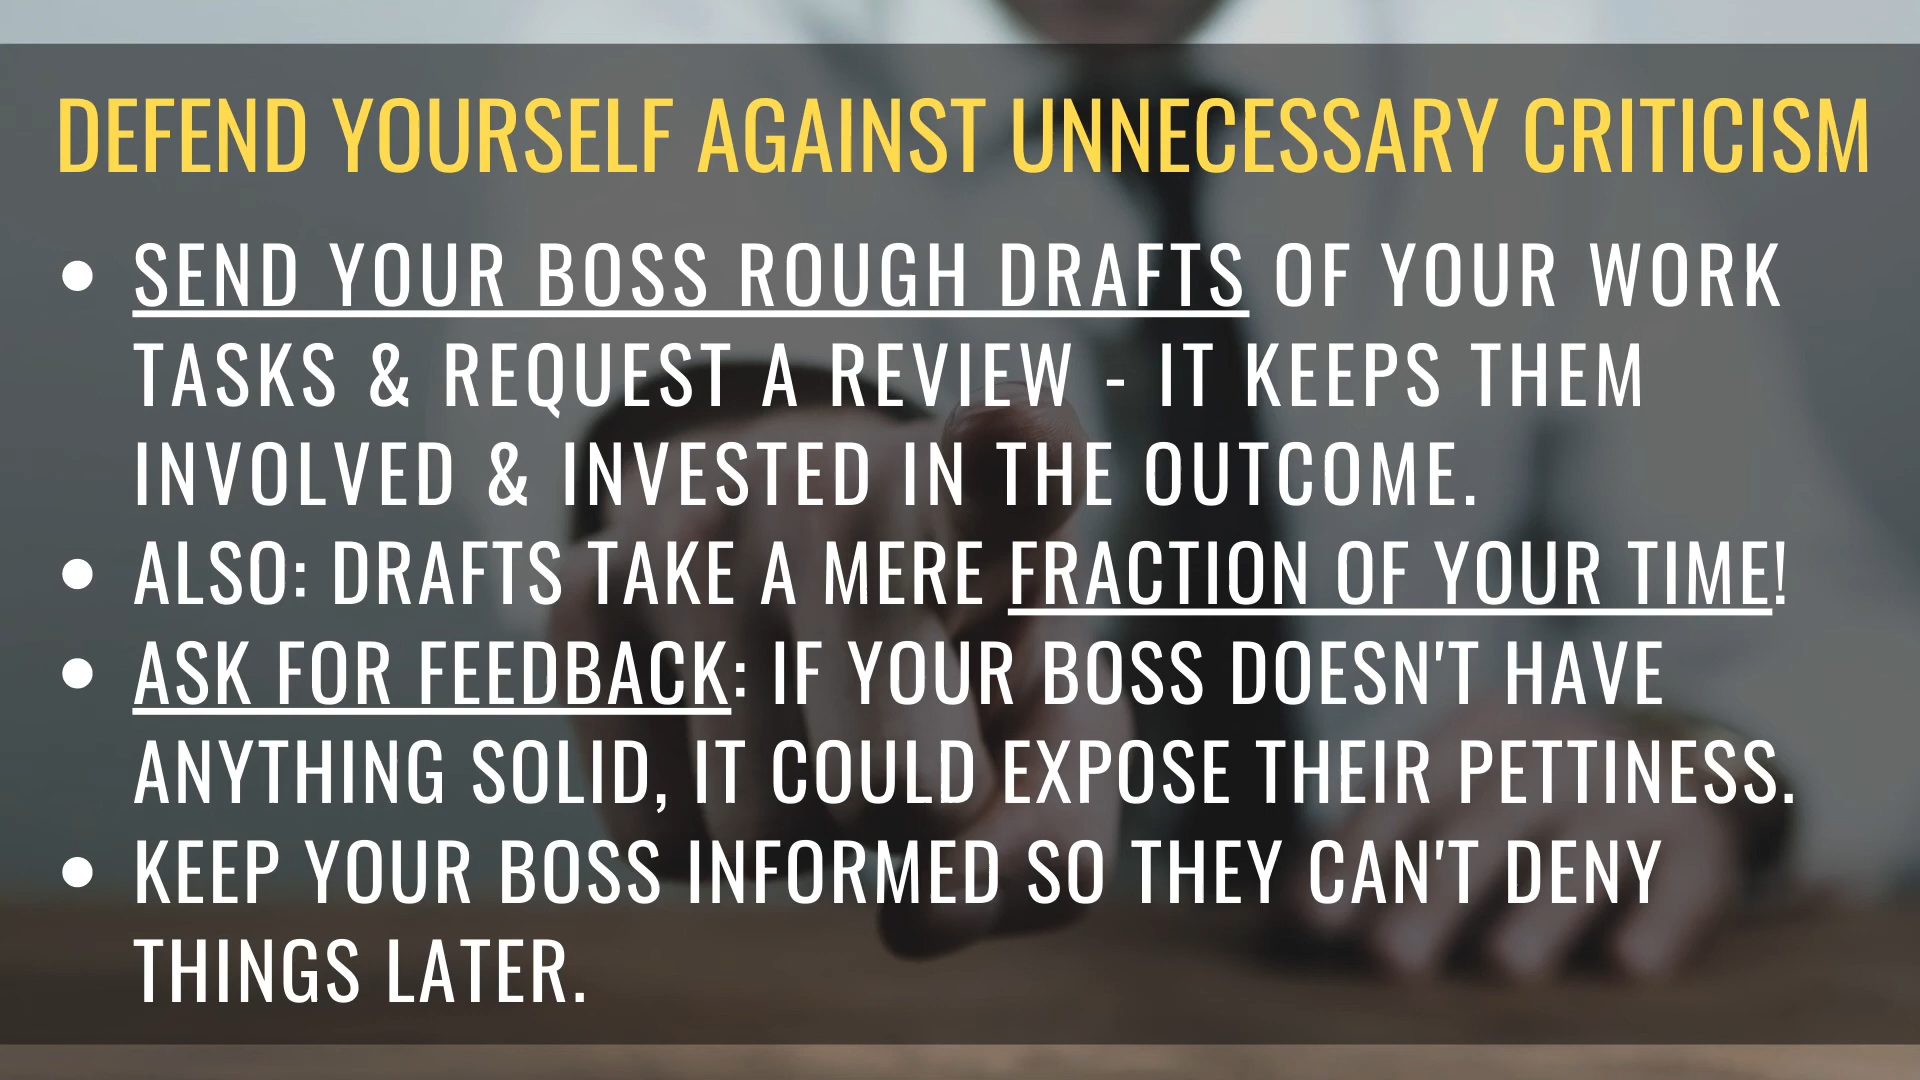 DEFEND YOURSELF AGAINST UNNECESSARY CRITICISM
• SEND YOUR BOSS ROUGH DRAFTS OF YOUR WORK
TASKS & REQUEST A REVIEW - IT KEEPS THEM
INVOLVED & INVESTED IN THE OUTCOME.
• ALSO: DRAFTS TAKE A MERE FRACTION OF YOUR TIME!
• ASK FOR FEEDBACK: IF YOUR BOSS DOESN'T HAVE
ANYTHING SOLID, IT COULD EXPOSE THEIR PETTINESS.
• KEEP YOUR BOSS INFORMED SO THEY CAN'T DENY
THINGS LATER.